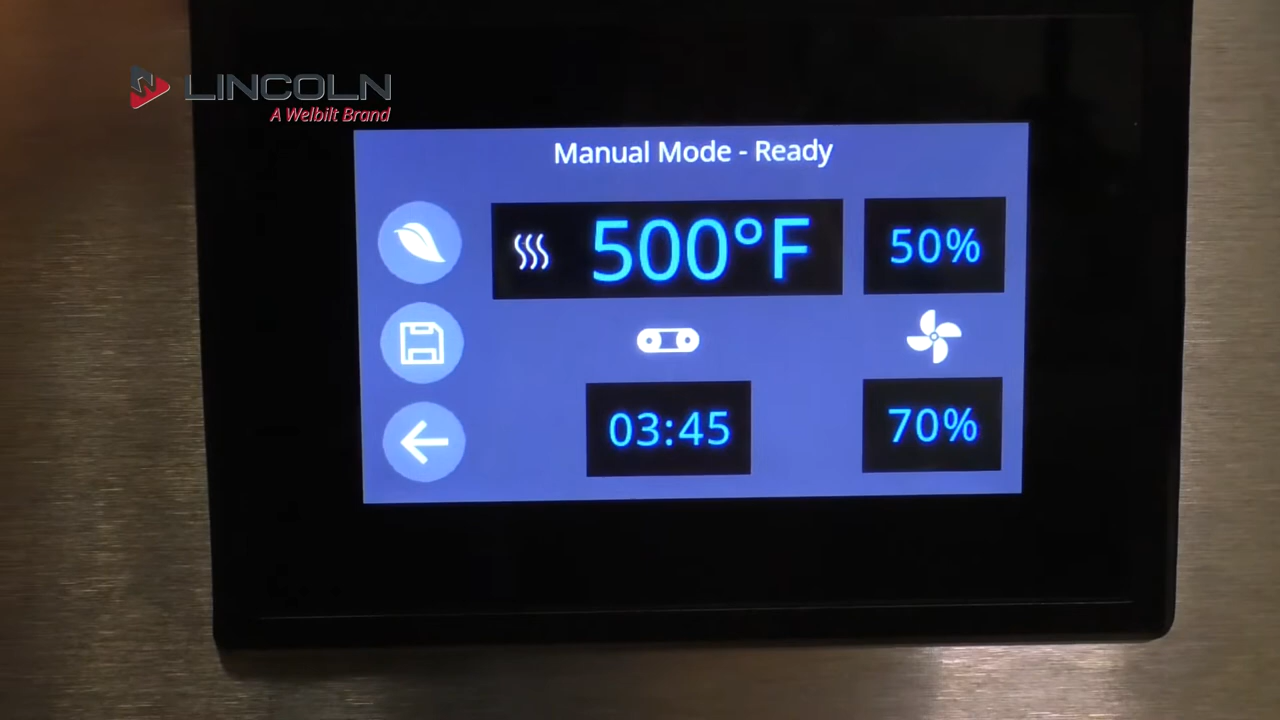 LINCOLN
A Welbilt Brand
Manual Mode - Ready
500°F
50%
03:45
70%